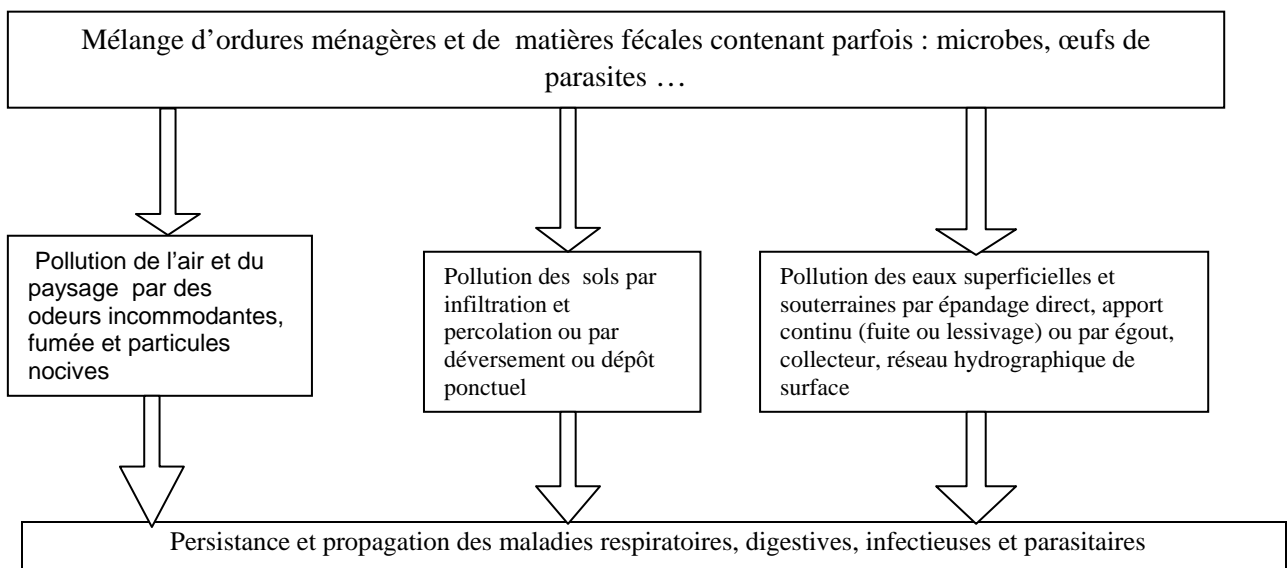 Mélange d’ordures ménagères et de matières fécales contenant parfois : microbes, œufs de
parasites …
Pollution de l’air et du
paysage par des
odeurs incommodantes,
fumée et particules
nocives
Pollution des sols par
infiltration et
percolation ou par
déversement ou dépôt
ponctuel
Pollution des eaux superficielles et
souterraines par épandage direct, apport
continu (fuite ou lessivage) ou par égout,
collecteur, réseau hydrographique de
surface
Persistance et propagation des maladies respiratoires, digestives, infectieuses et parasitaires